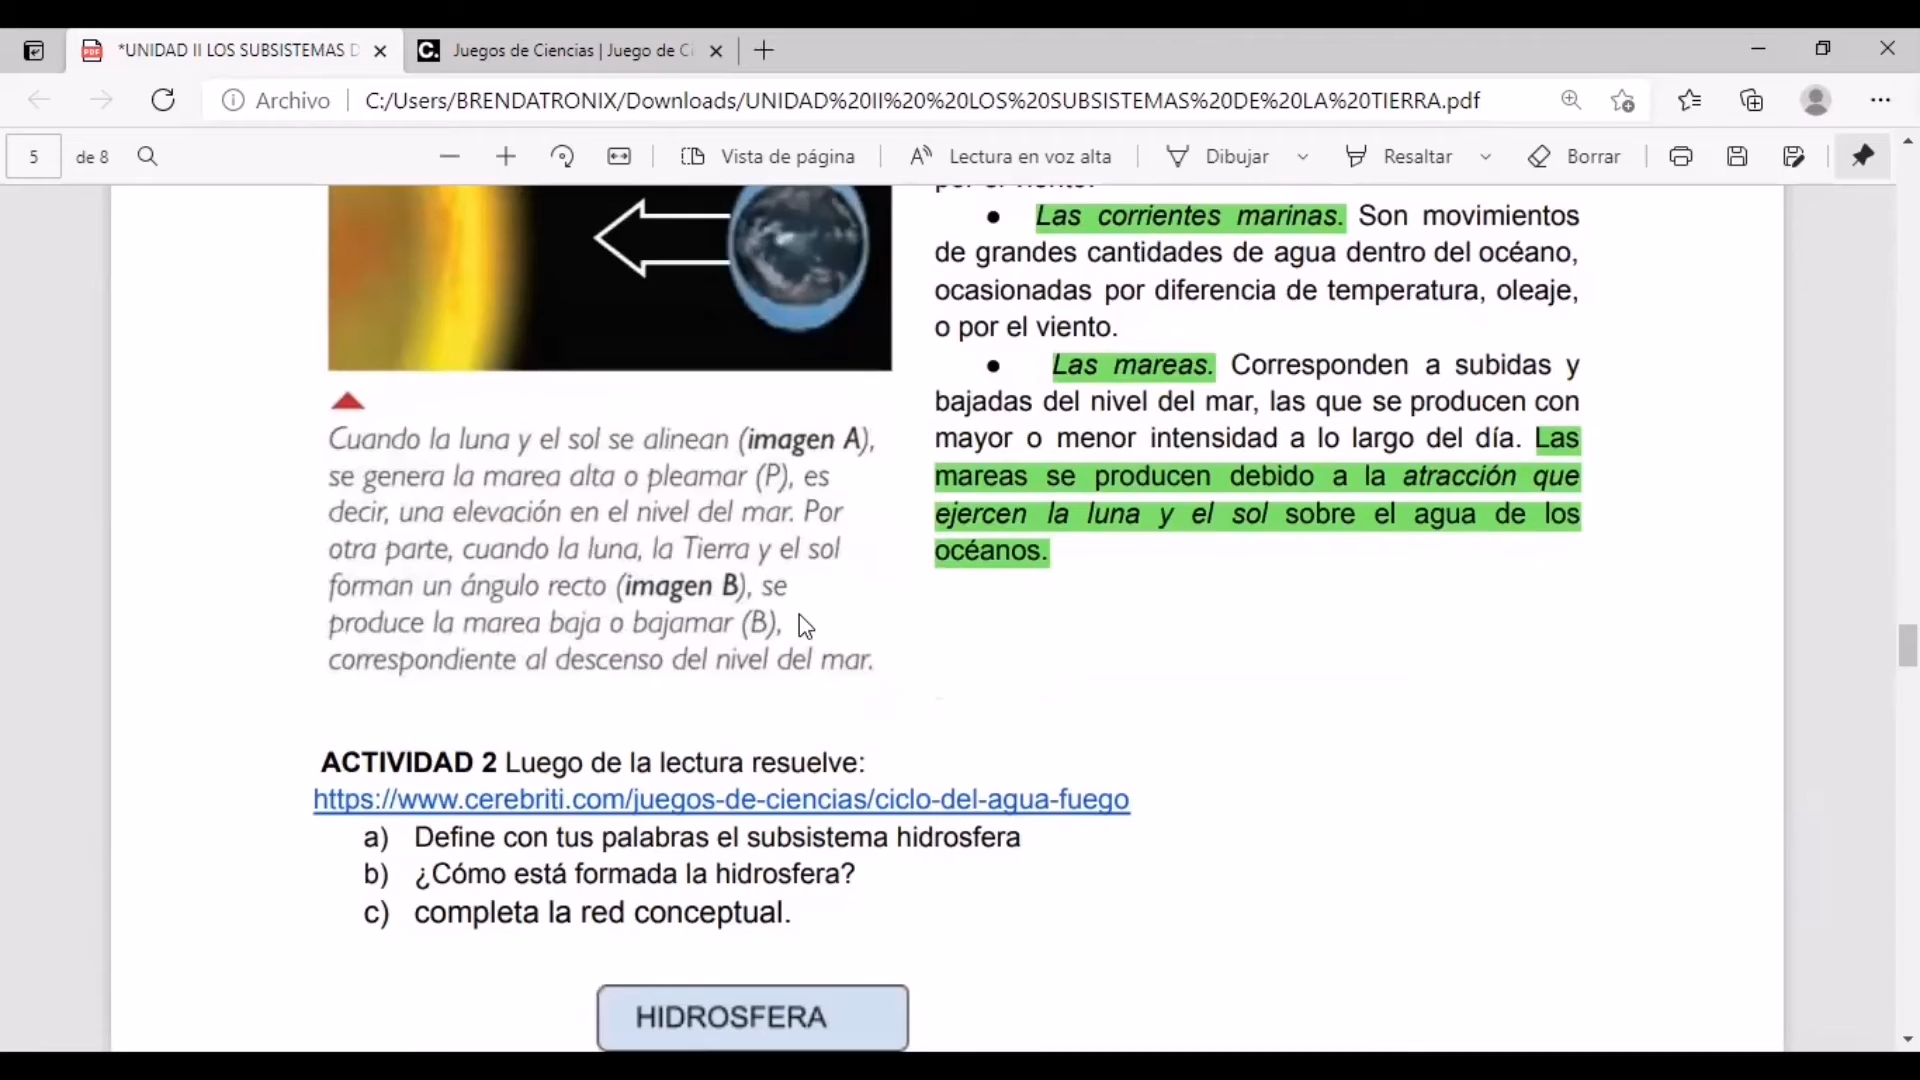 *UNIDAD II LOS SUBSISTEMAS D
Juegos de Ciencias | Juego de Ci
Archivo
C:/Users/BRENDATRONIX/Downloads/UNIDAD%20II%20%20LOS%20SUBSISTEMAS%20DE%20LA%20TIERRA.pdf
5 de 8
Vista de página
Lectura en voz alta
Dibujar
Resaltar
Borrar
Cuando la luna y el sol se alinean (imagen A),
se genera la marea alta o pleamar (P), es
decir, una elevación en el nivel del mar. Por
otra parte, cuando la luna, la Tierra y el sol
forman un ángulo recto (imagen B), se
produce la marea baja o bajamar (B),
correspondiente al descenso del nivel del mar.
por el viento.
● Las corrientes marinas. Son movimientos
de grandes cantidades de agua dentro del océano,
ocasionadas por diferencia de temperatura, oleaje,
o por el viento.
● Las mareas. Corresponden a subidas y
bajadas del nivel del mar, las que se producen con
mayor o menor intensidad a lo largo del día. Las
mareas se producen debido a la atracción que
ejercen la luna y el sol sobre el agua de los
océanos.
ACTIVIDAD 2 Luego de la lectura resuelve:
https://www.cerebriti.com/juegos-de-ciencias/ciclo-del-agua-fuego
a) Define con tus palabras el subsistema hidrosfera
b) ¿Cómo está formada la hidrosfera?
c) completa la red conceptual.
HIDROSFERA